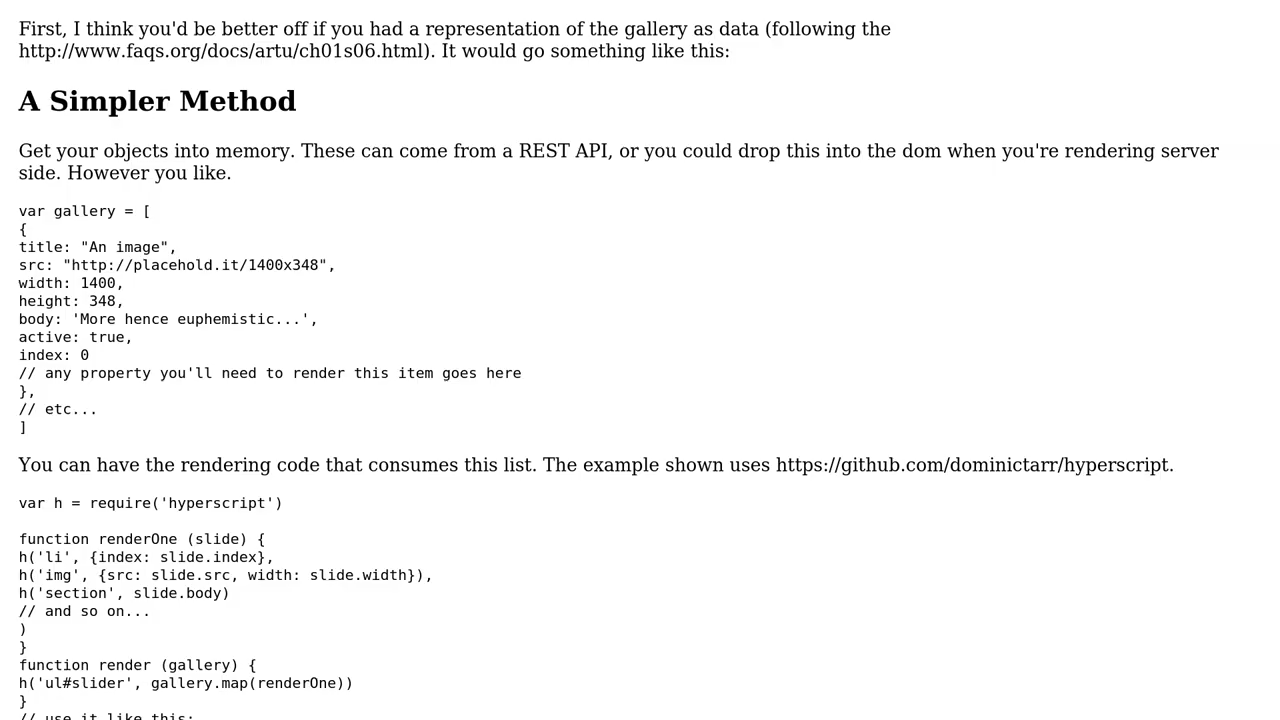 First, I think you'd be better off if you had a representation of the gallery as data (following the
http://www.faqs.org/docs/artu/ch01s06.html). It would go something like this:
A Simpler Method
Get your objects into memory. These can come from a REST API, or you could drop this into the dom when you're rendering server
side. However you like.
var gallery = [
{
title: "An image",
src: "http://placehold.it/1400x348",
width: 1400,
height: 348,
body: 'More hence euphemistic...',
active: true,
index: 0
// any property you'll need to render this item goes here
},
// etc...
]
You can have the rendering code that consumes this list. The example shown uses https://github.com/dominictarr/hyperscript.
var h = require('hyperscript')
function renderOne (slide) {
h('li', {index: slide.index},
h('img', {src: slide.src, width: slide.width}),
h('section', slide.body)
// and so on...
)
}
function render (gallery) {
h('ul#slider', gallery.map(renderOne))
}
// use it like this: